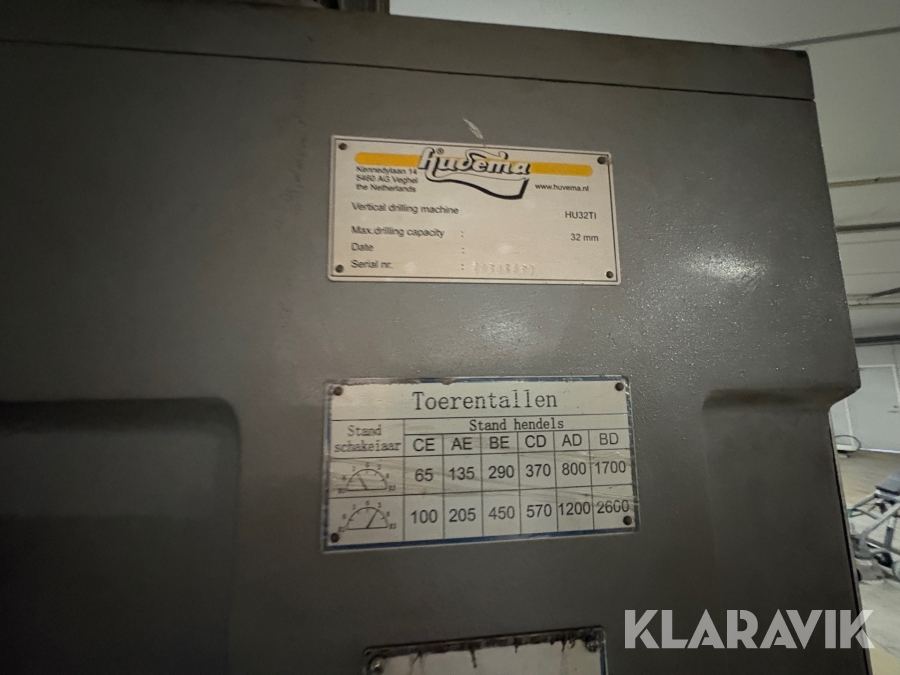 huvema
®
Kennedylaan 14
5460 AG Veghel
the Netherlands
www.huvema.nl
Vertical drilling machine HU32TI
Max.drilling capacity : 32 mm
Date :
Serial nr. :
Toerentallen
Stand schakelaar
Stand hendels
CE AE BE CD AD BD
65 135 290 370 800 1700
100 205 450 570 1200 2600
KLARAVIK